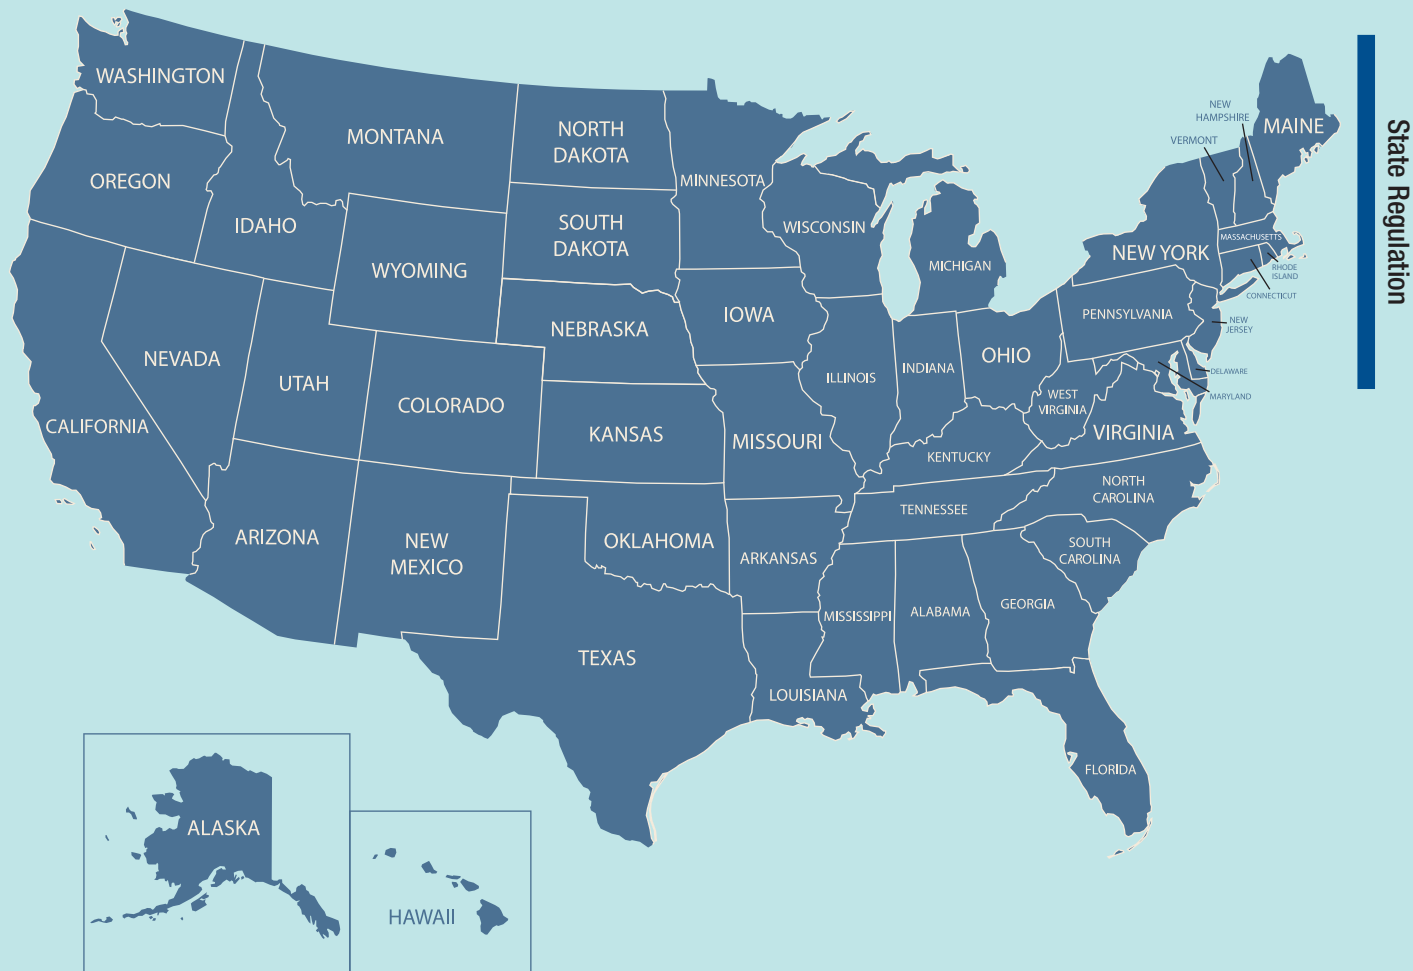 WASHINGTON
MONTANA
NORTH
DAKOTA
MINNESOTA
OREGON
IDAHO
WYOMING
SOUTH
DAKOTA
WISCONSIN
MICHIGAN
NEW
HAMPSHIRE
VERMONT
MAINE
NEW YORK
MASSACHUSETTS
RHODE
ISLAND
CONNECTICUT
PENNSYLVANIA
NEW
JERSEY
NEVADA
UTAH
COLORADO
NEBRASKA
IOWA
ILLINOIS
INDIANA
OHIO
DELAWARE
MARYLAND
WEST
VIRGINIA
VIRGINIA
CALIFORNIA
KANSAS
MISSOURI
KENTUCKY
NORTH
CAROLINA
TENNESSEE
ARIZONA
NEW
MEXICO
OKLAHOMA
ARKANSAS
SOUTH
CAROLINA
MISSISSIPPI
ALABAMA
GEORGIA
TEXAS
LOUISIANA
FLORIDA
ALASKA
HAWAII
State Regulation